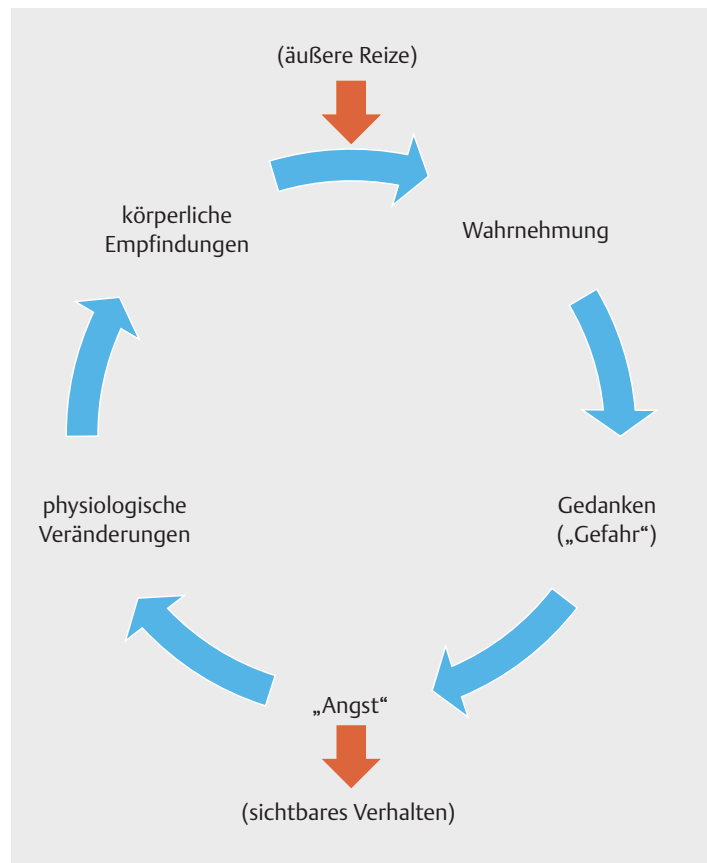 (äußere Reize)
körperliche
Empfindungen
Wahrnehmung
physiologische
Veränderungen
Gedanken
(„Gefahr“)
„Angst“
(sichtbares Verhalten)